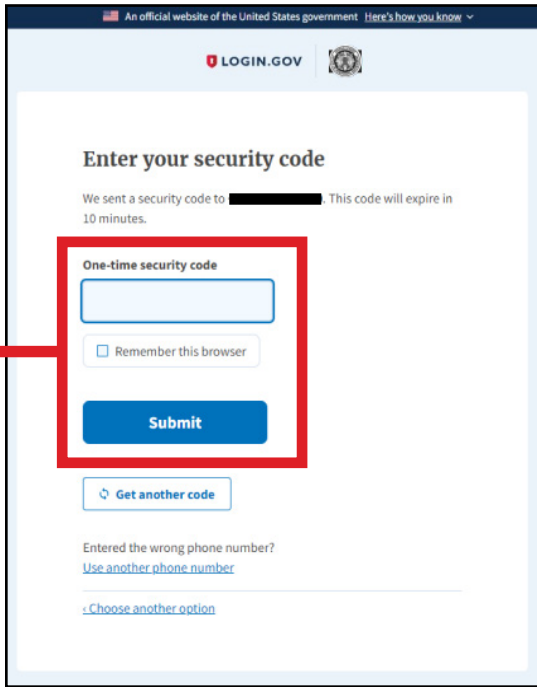 An official website of the United States government Here's how you know
LOGIN.GOV
Enter your security code
We sent a security code to . This code will expire in
10 minutes.
One-time security code
Remember this browser
Submit
Get another code
Entered the wrong phone number?
Use another phone number
‹ Choose another option